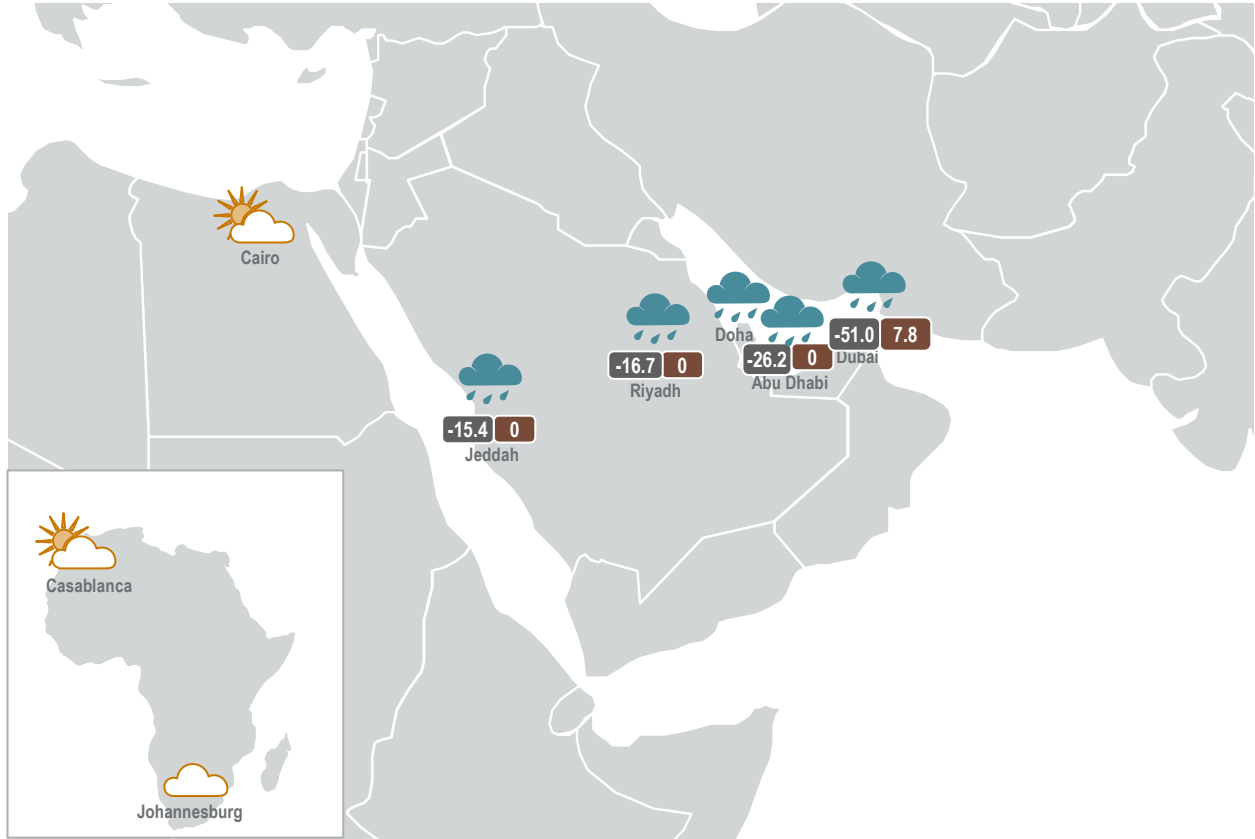 Cairo
Doha
-51.0 7.8
Dubai
-26.2 0
Abu Dhabi
-16.7 0
Riyadh
-15.4 0
Jeddah
Casablanca
Johannesburg